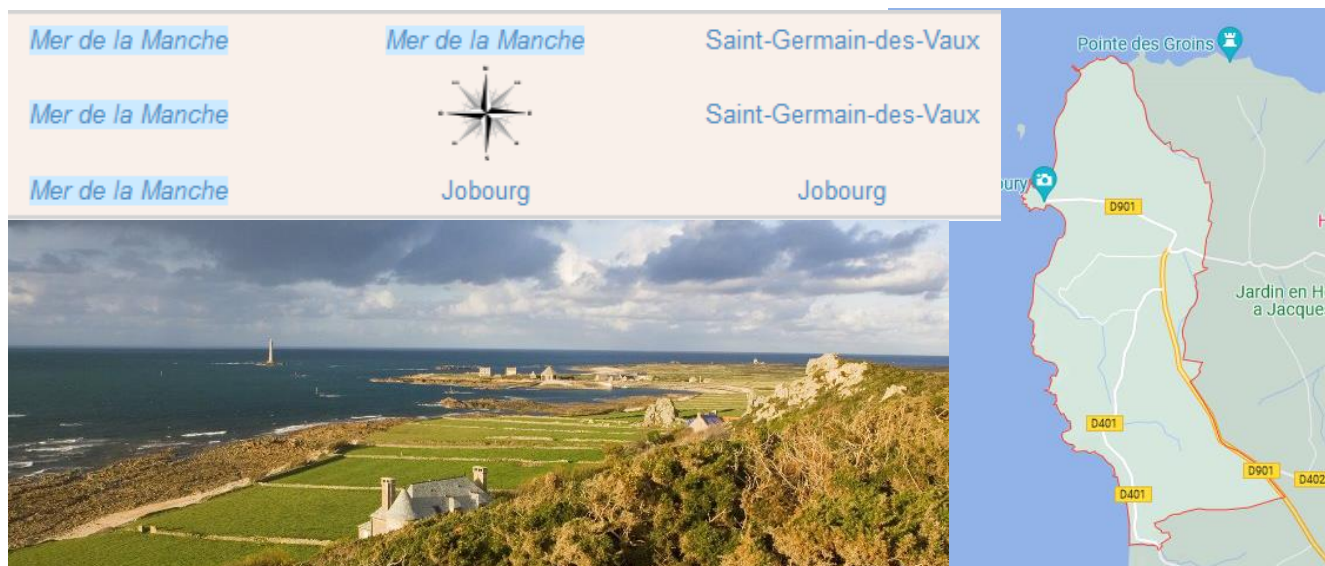 Mer de la Manche Mer de la Manche Saint-Germain-des-Vaux
Mer de la Manche Saint-Germain-des-Vaux
Mer de la Manche Jobourg Jobourg
Pointe des Groins
ury
D901
H
Jardin en H
a Jacque
D401
D901
D402
D401